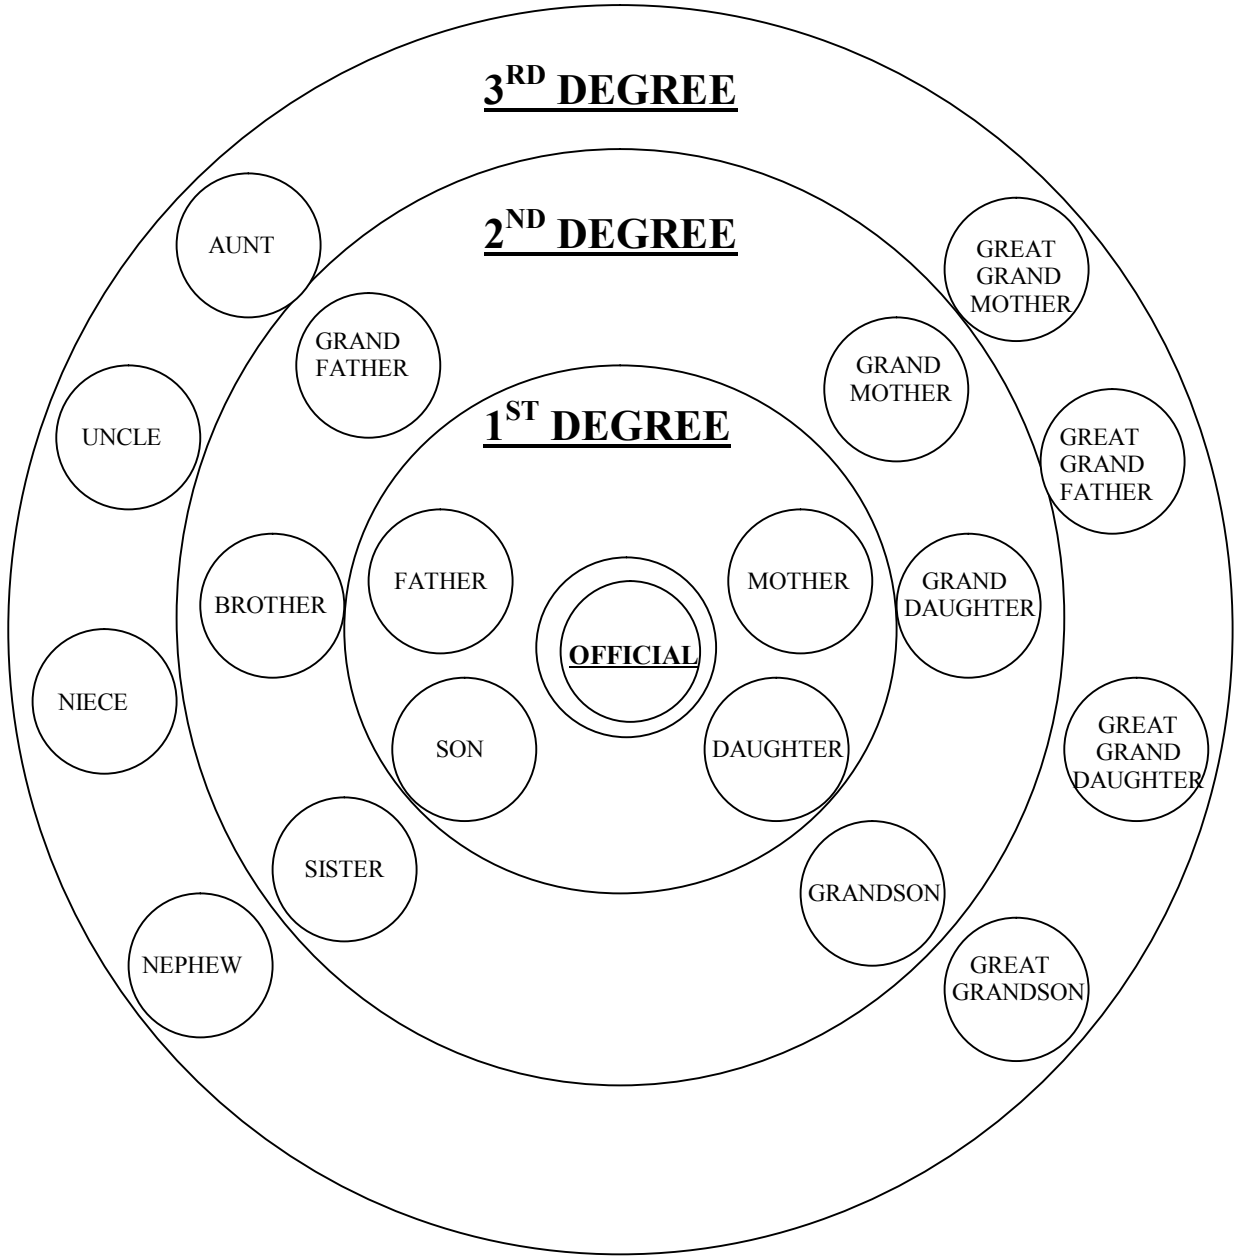 3RD DEGREE
2ND DEGREE
1ST DEGREE
AUNT
GREAT
GRAND
MOTHER
GRAND
FATHER
GRAND
MOTHER
UNCLE
GREAT
GRAND
FATHER
FATHER
MOTHER
BROTHER
GRAND
DAUGHTER
OFFICIAL
NIECE
SON
DAUGHTER
GREAT
GRAND
DAUGHTER
SISTER
GRANDSON
NEPHEW
GREAT
GRANDSON